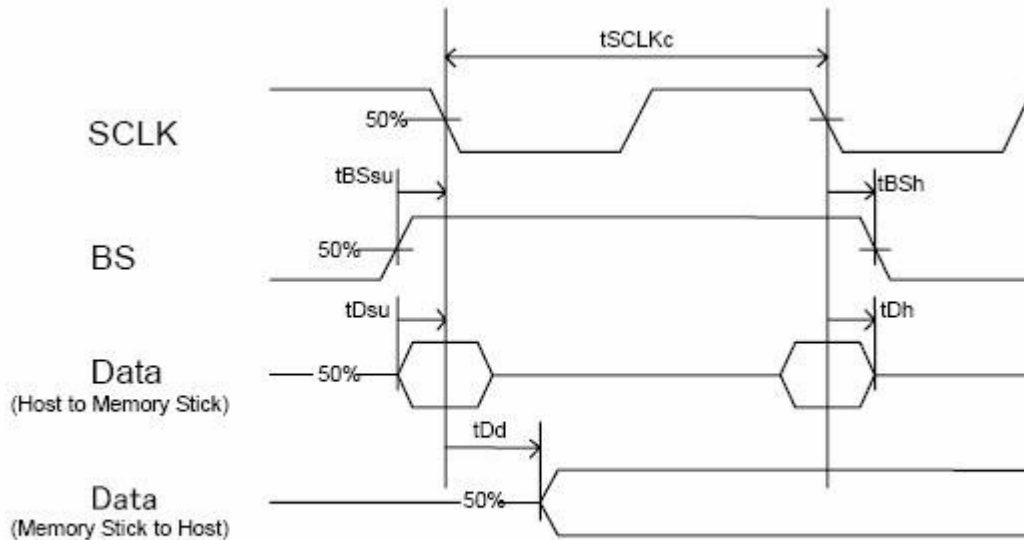 tSCLKc
SCLK
50%
tBSsu
tBSh
BS
50%
tDsu
tDh
Data
(Host to Memory Stick)
50%
tDd
Data
(Memory Stick to Host)
50%